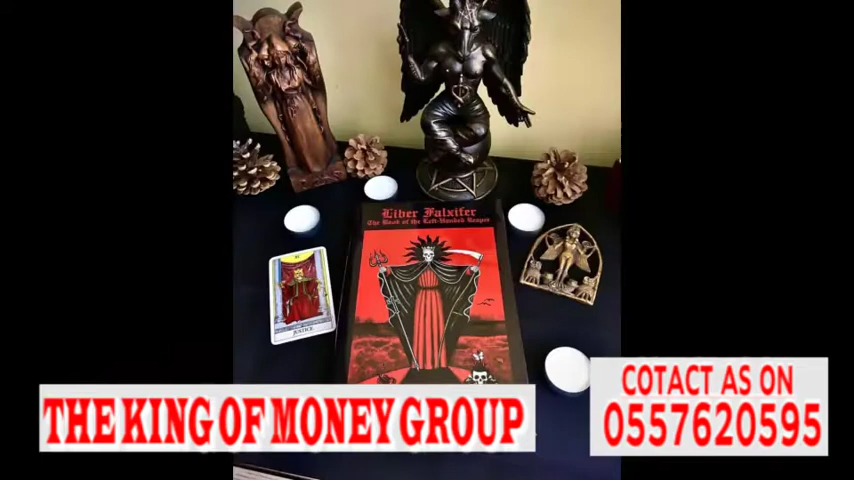 Liber Falxifer
The Book of the Left-Handed Reaper
JUSTICE
THE KING OF MONEY GROUP
COTACT AS ON
0557620595